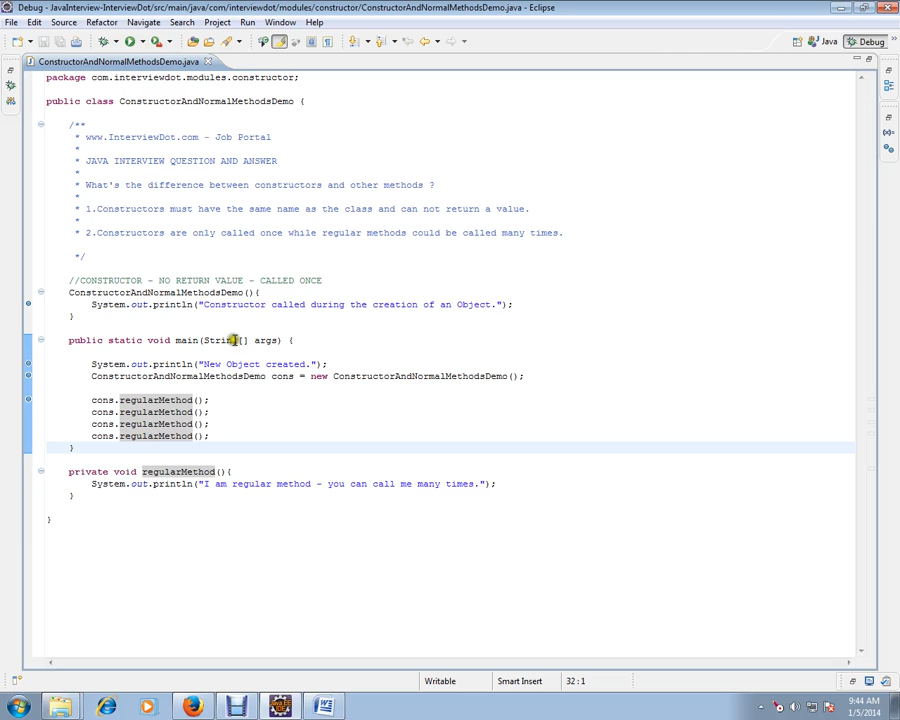 Debug - JavaInterview-InterviewDot/src/main/java/com/interviewdot/modules/constructor/ConstructorAndNormalMethodsDemo.java - Eclipse
File Edit Source Refactor Navigate Search Project Run Window Help
Java Debug
ConstructorAndNormalMethodsDemo.java
package com.interviewdot.modules.constructor;
public class ConstructorAndNormalMethodsDemo {
/**
* www.InterviewDot.com - Job Portal
*
* JAVA INTERVIEW QUESTION AND ANSWER
*
* What's the difference between constructors and other methods ?
*
* 1.Constructors must have the same name as the class and can not return a value.
*
* 2.Constructors are only called once while regular methods could be called many times.
*
*/
//CONSTRUCTOR - NO RETURN VALUE - CALLED ONCE
ConstructorAndNormalMethodsDemo(){
System.out.println("Constructor called during the creation of an Object.");
}
public static void main(String[] args) {
System.out.println("New Object created.");
ConstructorAndNormalMethodsDemo cons = new ConstructorAndNormalMethodsDemo();
cons.regularMethod();
cons.regularMethod();
cons.regularMethod();
cons.regularMethod();
}
private void regularMethod(){
System.out.println("I am regular method - you can call me many times.");
}
}
Writable Smart Insert 32 : 1
9:44 AM
1/5/2014